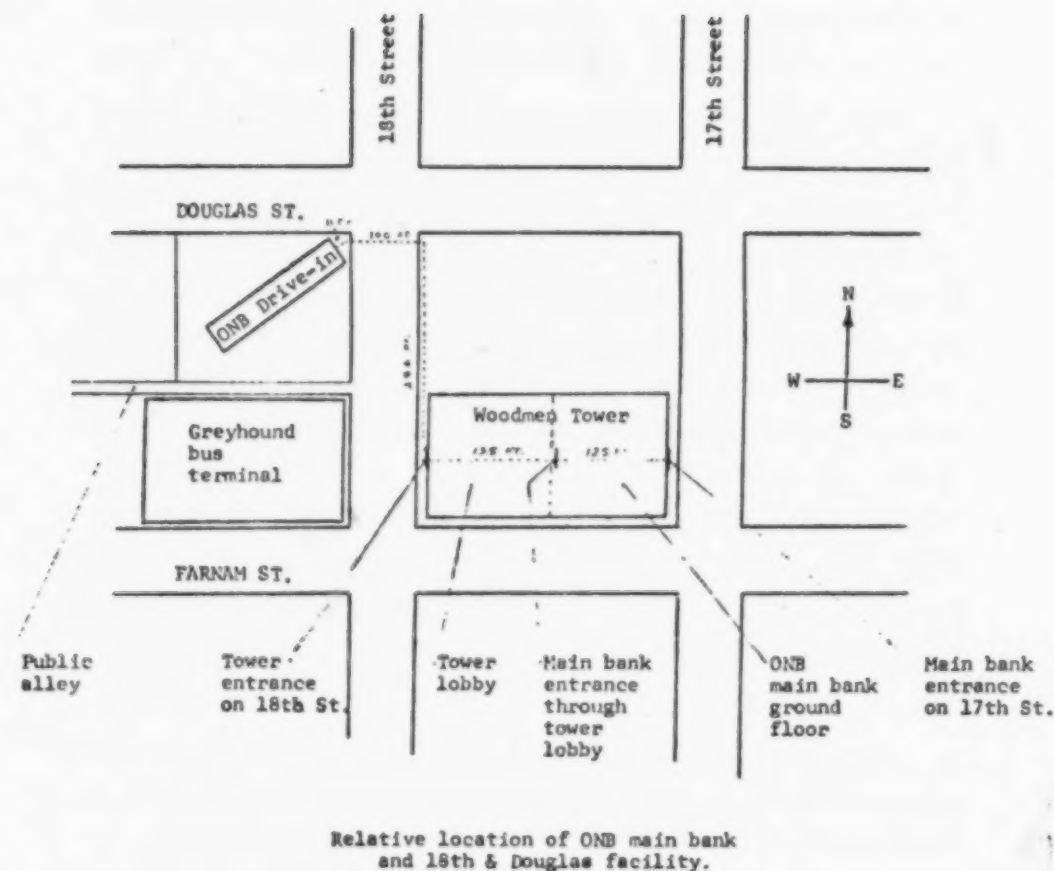 18th Street
17th Street
DOUGLAS ST.
100 FT.
ONB Drive-in
N
W E
S
Woodmen Tower
Greyhound
bus
terminal
FARNAM ST.
Public
alley
Tower
entrance
on 18th St.
Tower
lobby
Main bank
entrance
through
tower
lobby
ONB
main bank
ground
floor
Main bank
entrance
on 17th St.
Relative location of ONB main bank
and 18th & Douglas facility.